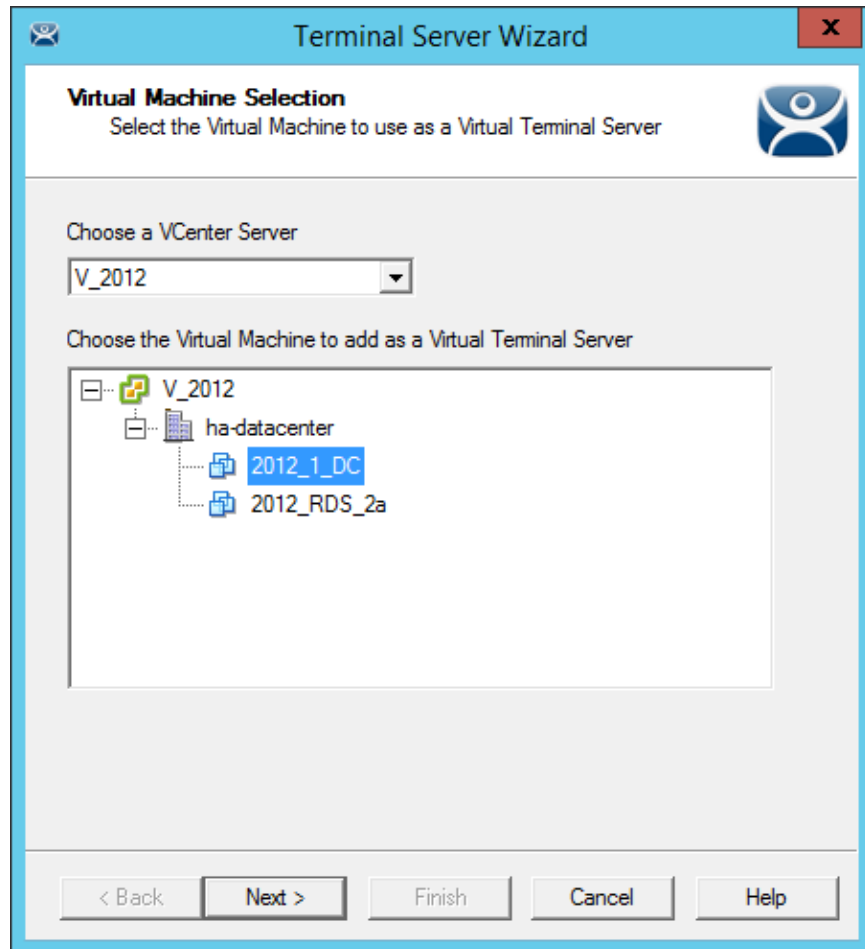 Terminal Server Wizard
x
Virtual Machine Selection
Select the Virtual Machine to use as a Virtual Terminal Server
Choose a VCenter Server
V_2012
Choose the Virtual Machine to add as a Virtual Terminal Server
V_2012
ha-datacenter
2012_1_DC
2012_RDS_2a
< Back Next > Finish Cancel Help